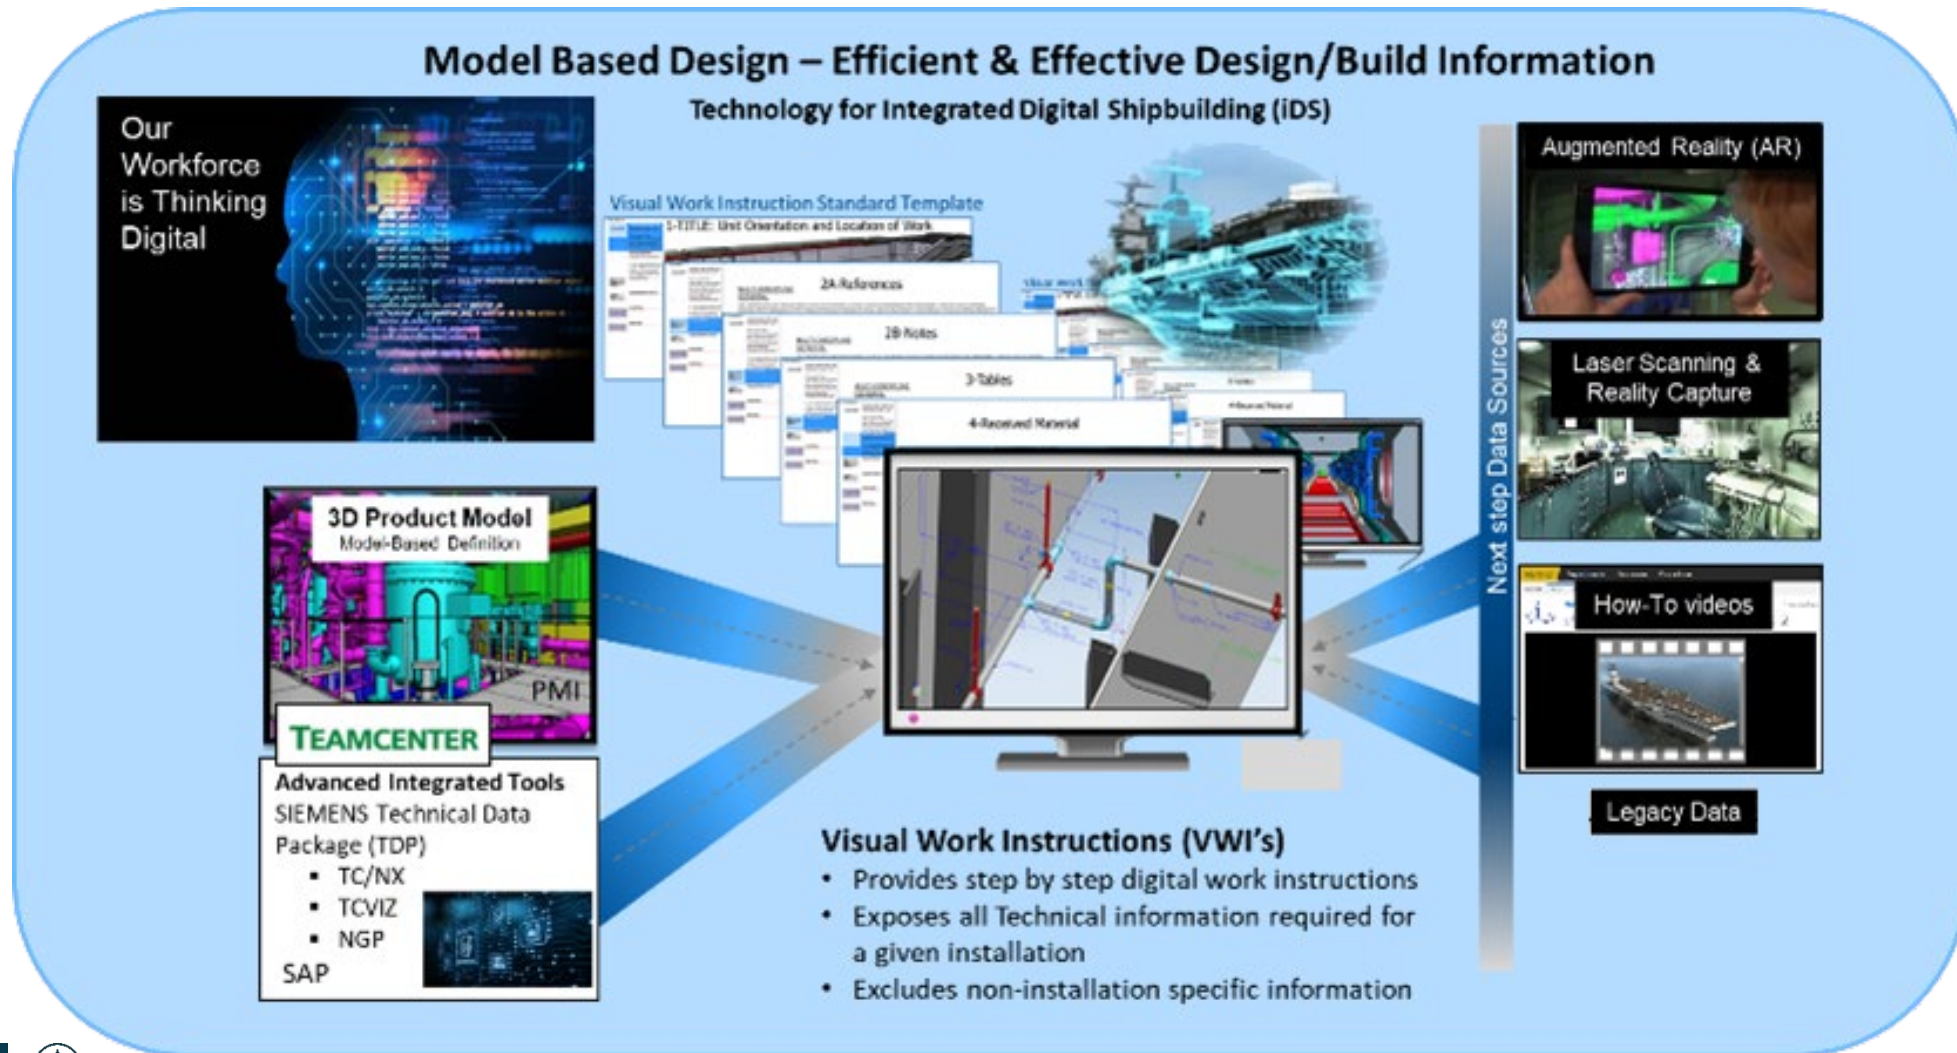 Model Based Design – Efficient & Effective Design/Build Information
Technology for Integrated Digital Shipbuilding (iDS)
Our
Workforce
is Thinking
Digital
Visual Work Instruction Standard Template
1-TITLE: Unit Orientation and Location of Work
2A-References
2B-Notes
3-Tables
4-Received Material
4-Received Material
3D Product Model
Model-Based Definition
PMI
TEAMCENTER
Advanced Integrated Tools
SIEMENS Technical Data
Package (TDP)
▪ TC/NX
▪ TCVIZ
▪ NGP
SAP
Visual Work Instructions (VWI's)
• Provides step by step digital work instructions
• Exposes all Technical information required for
a given installation
• Excludes non-installation specific information
Next step Data Sources
Augmented Reality (AR)
Laser Scanning &
Reality Capture
How-To videos
Legacy Data